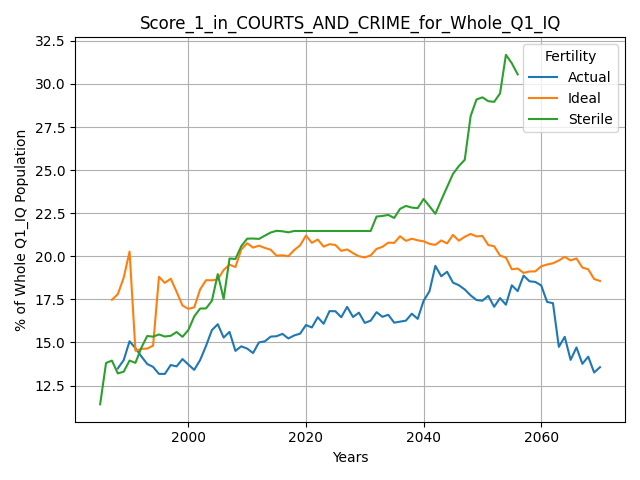 Score_1_in_COURTS_AND_CRIME_for_Whole_Q1_IQ
32.5
30.0
27.5
25.0
22.5
20.0
17.5
15.0
12.5
% of Whole Q1_IQ Population
Fertility
Actual
Ideal
Sterile
2000
2020
2040
2060
Years